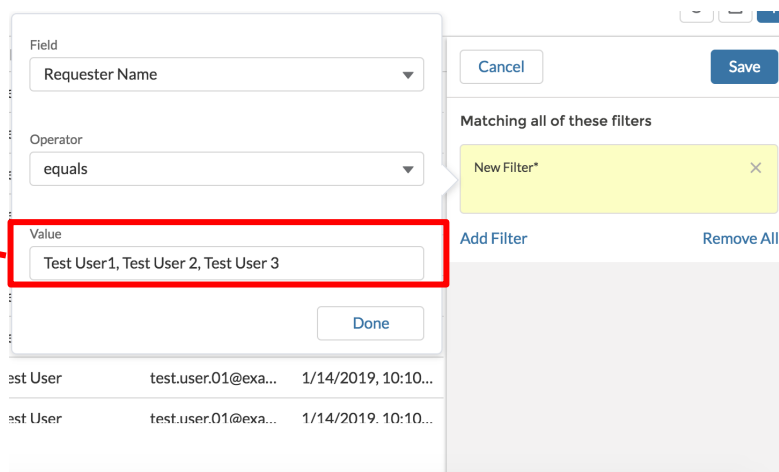 Field
Requester Name
Operator
equals
Value
Test User1, Test User 2, Test User 3
Done
Cancel
Save
Matching all of these filters
New Filter*
Add Filter
Remove All
est User test.user.01@exa... 1/14/2019, 10:10...
est User test.user.01@exa... 1/14/2019, 10:10...